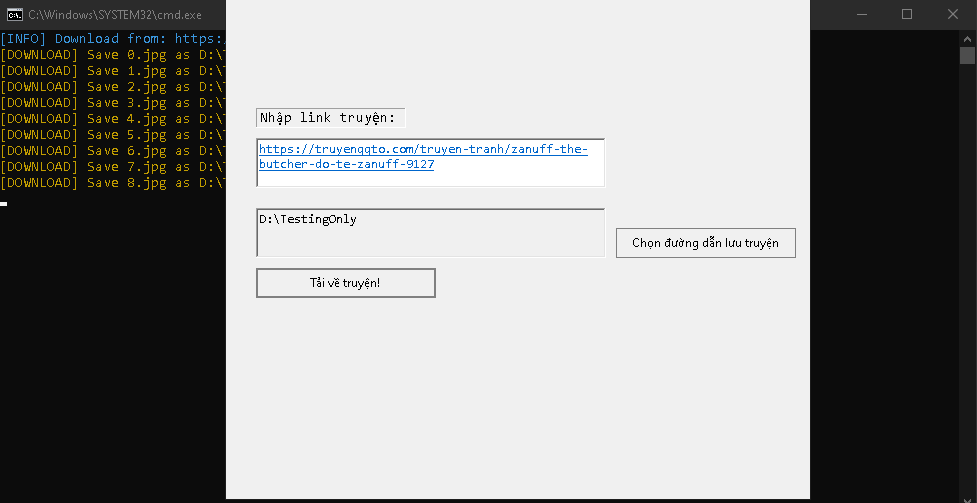 C:\Windows\SYSTEM32\cmd.exe
[INFO] Download from: https:/
[DOWNLOAD] Save 0.jpg as D:\
[DOWNLOAD] Save 1.jpg as D:\
[DOWNLOAD] Save 2.jpg as D:\
[DOWNLOAD] Save 3.jpg as D:\
[DOWNLOAD] Save 4.jpg as D:\
[DOWNLOAD] Save 5.jpg as D:\
[DOWNLOAD] Save 6.jpg as D:\
[DOWNLOAD] Save 7.jpg as D:\
[DOWNLOAD] Save 8.jpg as D:\
Nhập link truyện:
https://truyenqqto.com/truyen-tranh/zanuff-the-
butcher-do-te-zanuff-9127
D:\TestingOnly
Chọn đường dẫn lưu truyện
Tải về truyện!